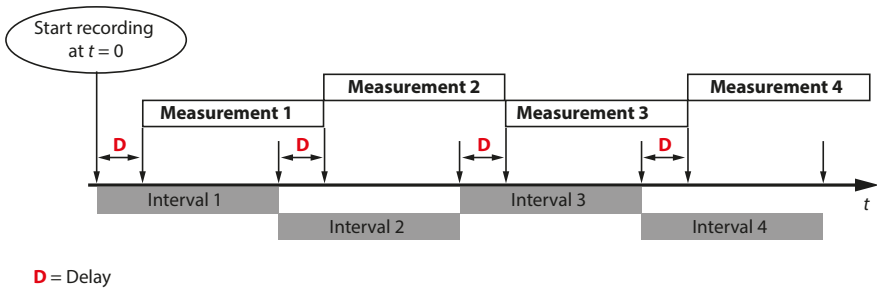 Start recording
at t = 0
Measurement 2
Measurement 4
Measurement 1
Measurement 3
D
D
D
D
Interval 1
Interval 3
t
Interval 2
Interval 4
D = Delay